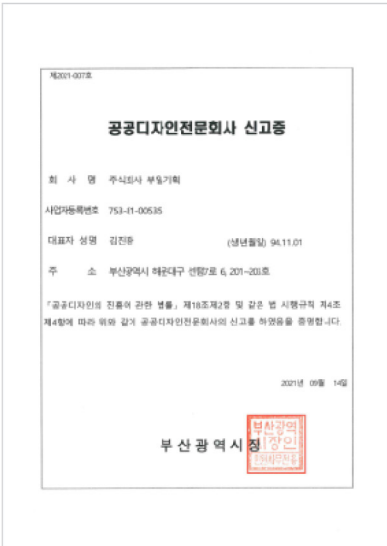 제2021-007호
공공디자인전문회사 신고증
회 사 명 주식회사 부일기획
사업자등록번호 753-11-00535
대표자 성명 김진환 (생년월일) 94.11.01
주 소 부산광역시 해운대구 센텀7로 6, 201-203호
「공공디자인의 진흥에 관한 법률」 제18조제2항 및 같은 법 시행규칙 제4조
제4항에 따라 위와 같이 공공디자인전문회사의 신고를 하였음을 증명합니다.
2021년 09월 14일
부산광역시장
부산광역
시장인